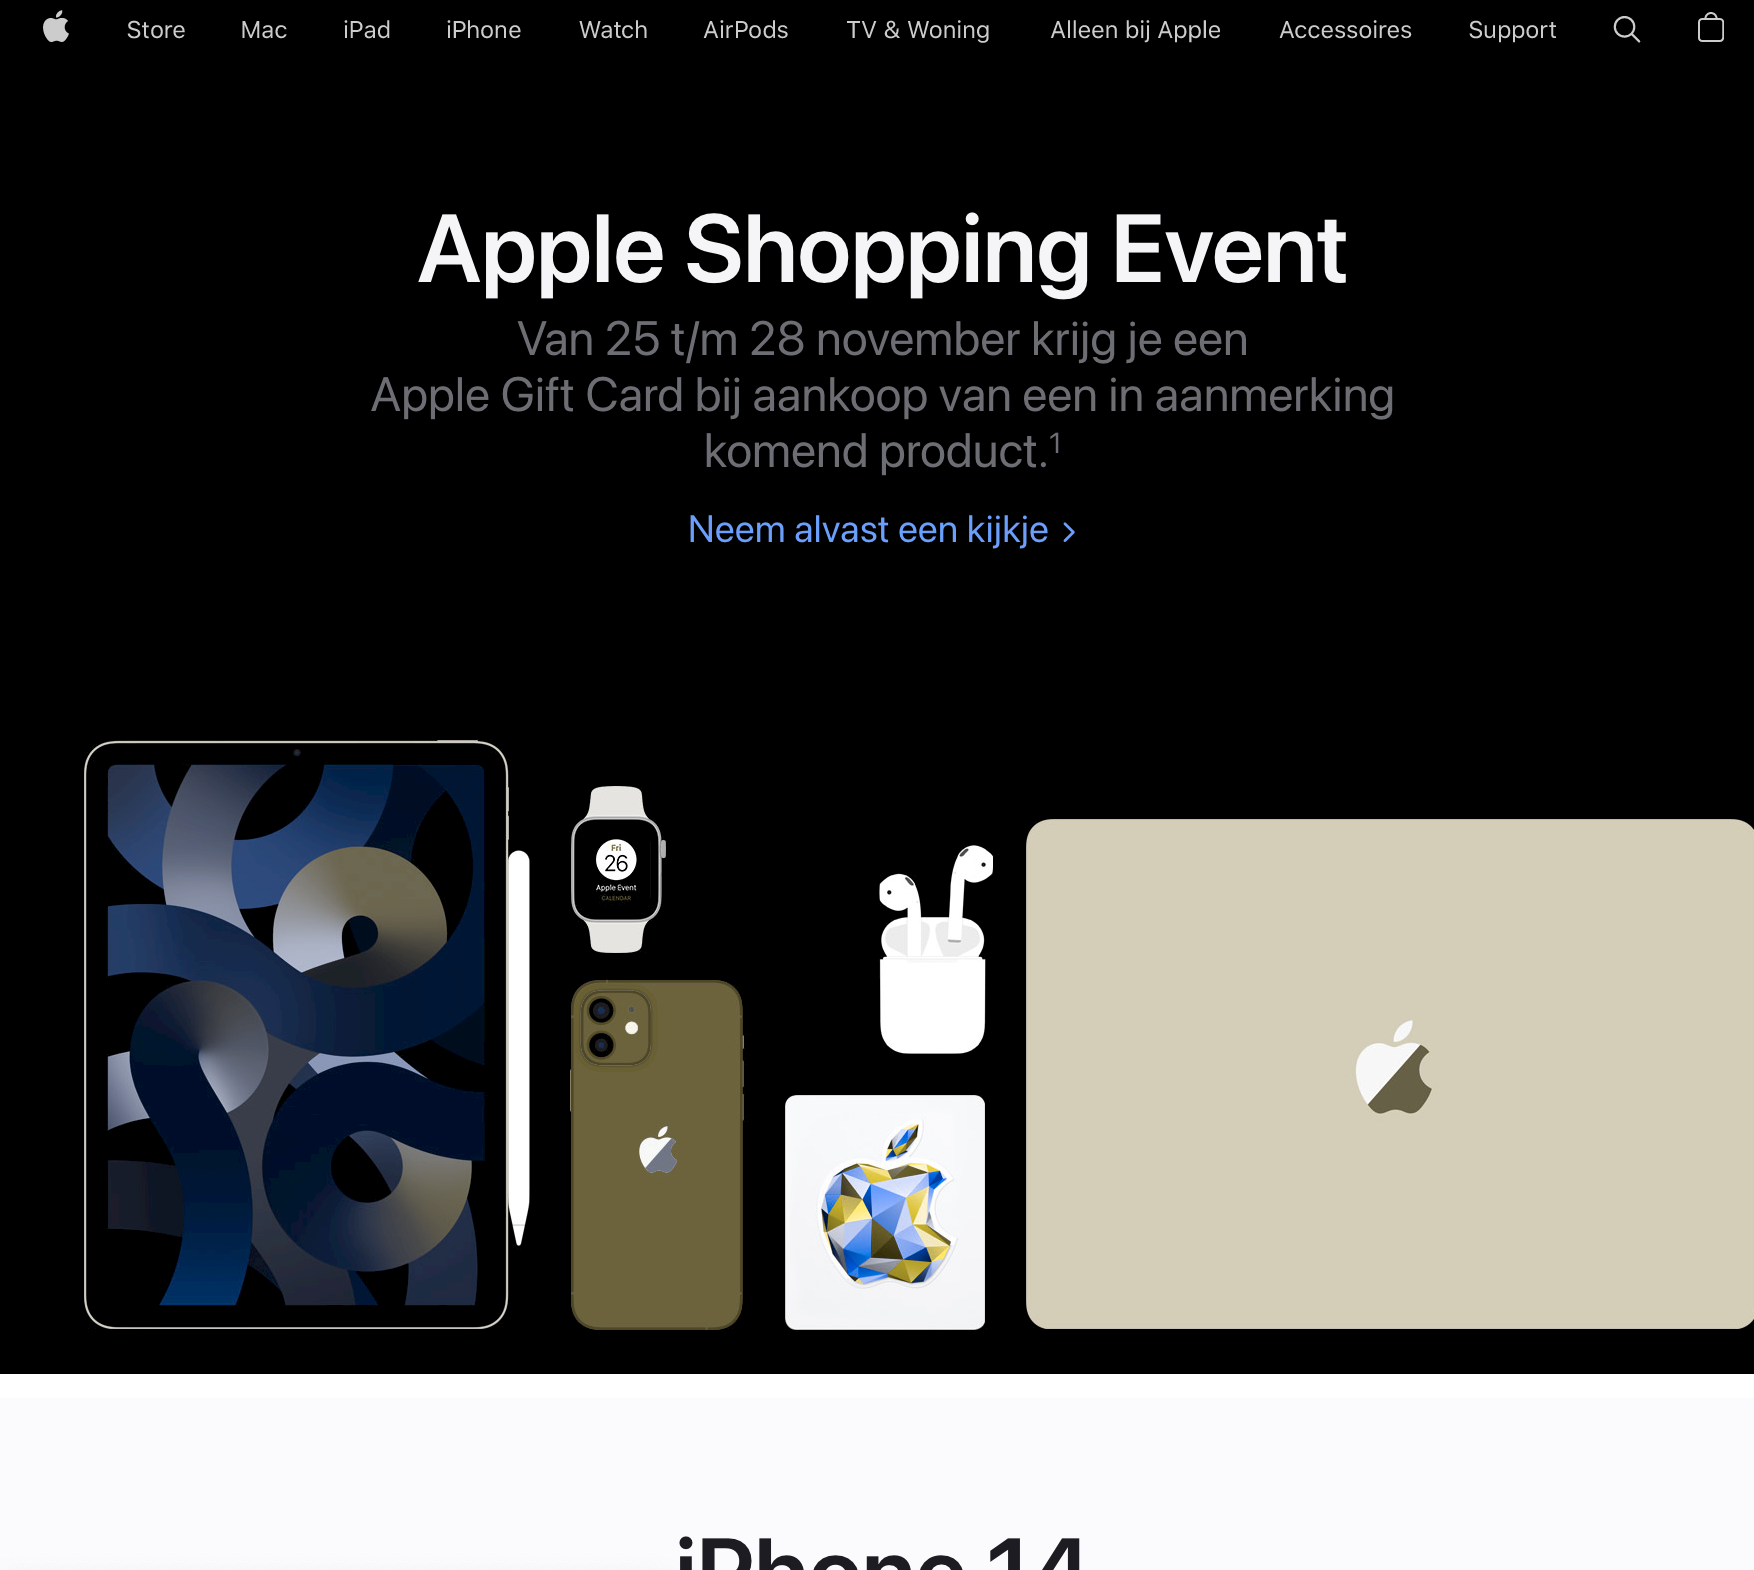 Store Mac iPad iPhone Watch AirPods TV & Woning Alleen bij Apple Accessoires Support
Apple Shopping Event
Van 25 t/m 28 november krijg je een
Apple Gift Card bij aankoop van een in aanmerking
komend product.¹
Neem alvast een kijkje >
Fri
26
Apple Event
CALENDAR
iPhone 14